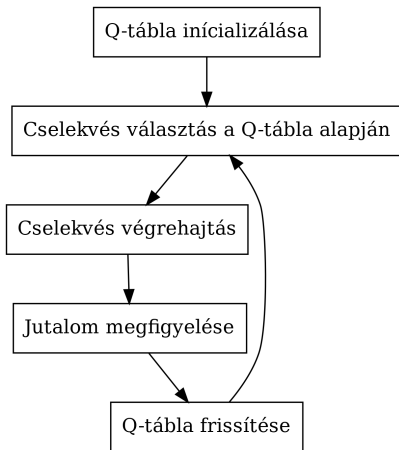 Q-tábla inícializálása
Cselekvés választás a Q-tábla alapján
Cselekvés végrehajtás
Jutalom megfigyelése
Q-tábla frissítése